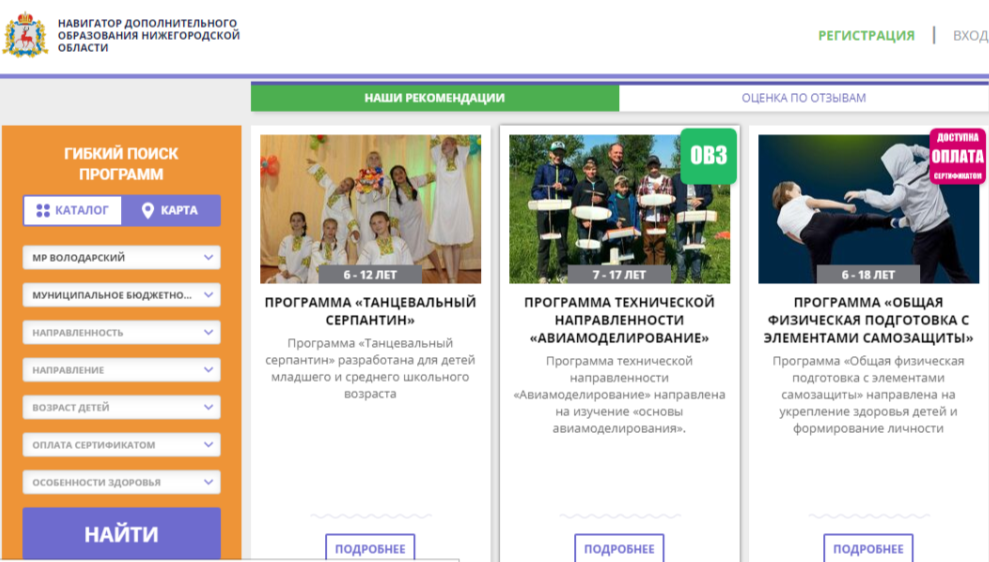 НАВИГАТОР ДОПОЛНИТЕЛЬНОГО
ОБРАЗОВАНИЯ НИЖЕГОРОДСКОЙ
ОБЛАСТИ
РЕГИСТРАЦИЯ | ВХОД
НАШИ РЕКОМЕНДАЦИИ
ОЦЕНКА ПО ОТЗЫВАМ
ГИБКИЙ ПОИСК
ПРОГРАММ
КАТАЛОГ
КАРТА
МР ВОЛОДАРСКИЙ
МУНИЦИПАЛЬНОЕ БЮДЖЕТНО...
НАПРАВЛЕННОСТЬ
НАПРАВЛЕНИЕ
ВОЗРАСТ ДЕТЕЙ
ОПЛАТА СЕРТИФИКАТОМ
ОСОБЕННОСТИ ЗДОРОВЬЯ
НАЙТИ
6 - 12 ЛЕТ
ПРОГРАММА «ТАНЦЕВАЛЬНЫЙ
СЕРПАНТИН»
Программа «Танцевальный
серпантин» разработана для детей
младшего и среднего школьного
возраста
ПОДРОБНЕЕ
ОВЗ
7 - 17 ЛЕТ
ПРОГРАММА ТЕХНИЧЕСКОЙ
НАПРАВЛЕННОСТИ
«АВИАМОДЕЛИРОВАНИЕ»
Программа технической
направленности
«Авиамоделирование» направлена
на изучение «основы
авиамоделирования».
ПОДРОБНЕЕ
ДОСТУПНА
ОПЛАТА
СЕРТИФИКАТОМ
6 - 18 ЛЕТ
ПРОГРАММА «ОБЩАЯ
ФИЗИЧЕСКАЯ ПОДГОТОВКА С
ЭЛЕМЕНТАМИ САМОЗАЩИТЫ»
Программа «Общая физическая
подготовка с элементами
самозащиты» направлена на
укрепление здоровья детей и
формирование личности
ПОДРОБНЕЕ